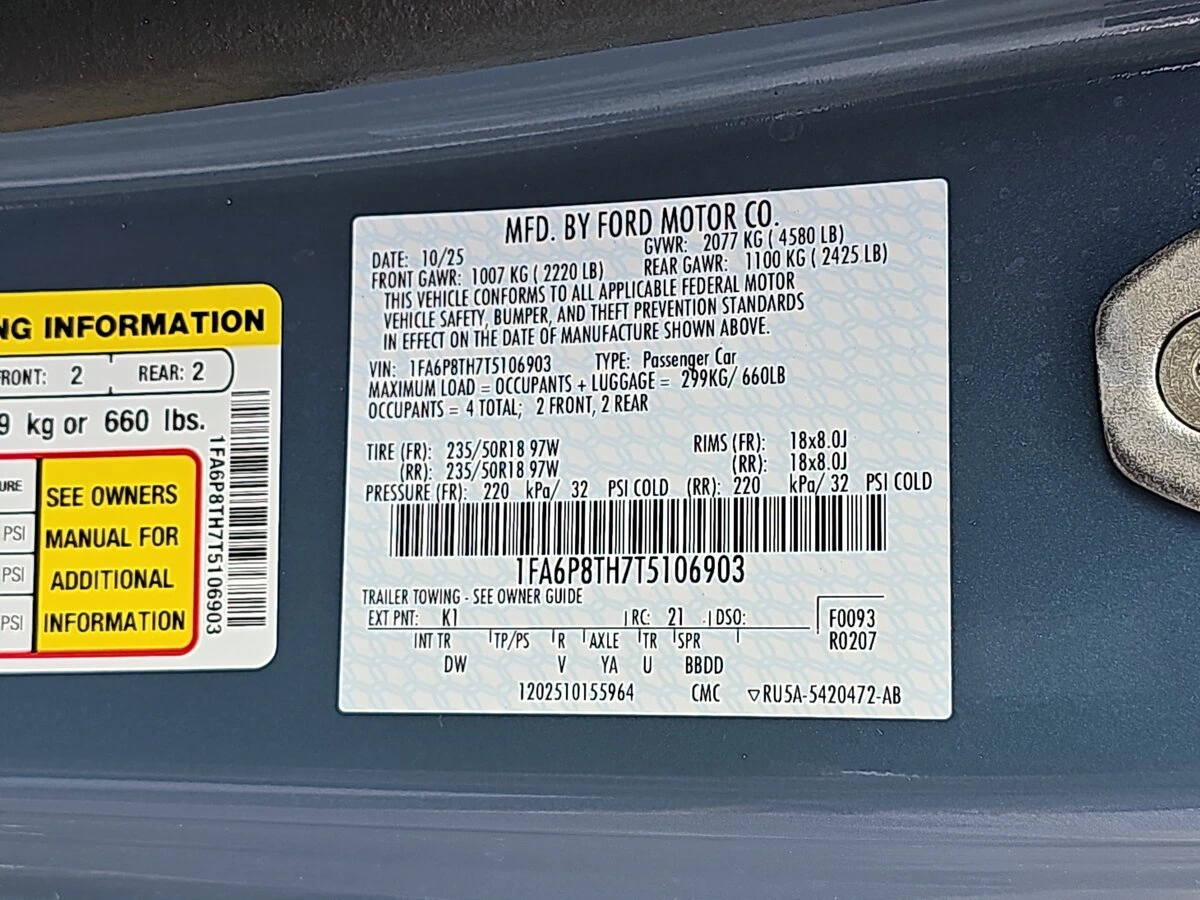 NG INFORMATION
FRONT: 2 REAR: 2
9 kg or 660 lbs.
URE
PSI
PSI
PSI
SEE OWNERS
MANUAL FOR
ADDITIONAL
INFORMATION
1FA6P8TH7T5106903
MFD. BY FORD MOTOR CO.
DATE: 10/25 GVWR: 2077 KG ( 4580 LB)
FRONT GAWR: 1007 KG ( 2220 LB) REAR GAWR: 1100 KG ( 2425 LB)
THIS VEHICLE CONFORMS TO ALL APPLICABLE FEDERAL MOTOR
VEHICLE SAFETY, BUMPER, AND THEFT PREVENTION STANDARDS
IN EFFECT ON THE DATE OF MANUFACTURE SHOWN ABOVE.
VIN: 1FA6P8TH7T5106903 TYPE: Passenger Car
MAXIMUM LOAD = OCCUPANTS + LUGGAGE = 299KG/ 660LB
OCCUPANTS = 4 TOTAL; 2 FRONT, 2 REAR
TIRE (FR): 235/50R18 97W RIMS (FR): 18x8.0J
(RR): 235/50R18 97W (RR): 18x8.0J
PRESSURE (FR): 220 kPa/ 32 PSI COLD (RR): 220 kPa/ 32 PSI COLD
1FA6P8TH7T5106903
TRAILER TOWING - SEE OWNER GUIDE
EXT PNT: K1 RC: 21 DSO: F0093
INT TR TP/PS R AXLE TR SPR R0207
DW V YA U BBDD
1202510155964 CMC ▽RU5A-5420472-AB